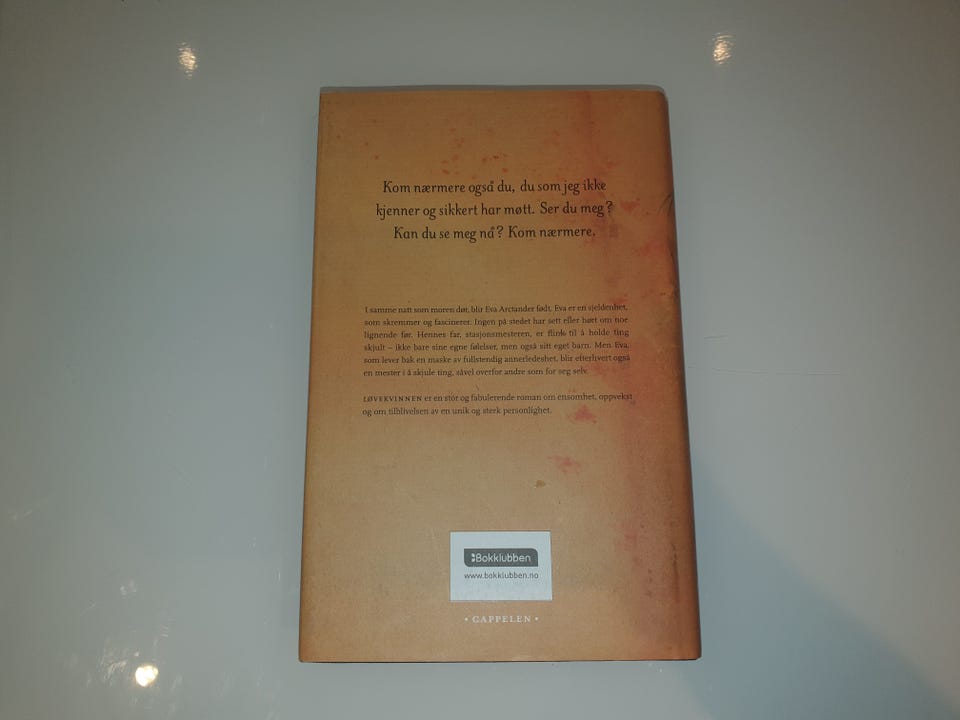 Kom nærmere også du, du som jeg ikke
kjenner og sikkert har møtt. Ser du meg?
Kan du se meg nå? Kom nærmere.
I samme natt som moren dør, blir Eva Arctander født. Eva er en sjeldenhet,
som skremmer og fascinerer. Ingen på stedet har sett eller hørt om noe
lignende før. Hennes far, stasjonsmesteren, er flink til å holde ting
skjult – ikke bare sine egne følelser, men også sitt eget barn. Men Eva,
som lever bak en maske av fullstendig annerledeshet, blir efterhvert også
en mester i å skjule ting, såvel overfor andre som for seg selv.
LØVEKVINNEN er en stor og fabulerende roman om ensomhet, oppvekst
og om tilblivelsen av en unik og sterk personlighet.
Bokklubben
www.bokklubben.no
• CAPPELEN •